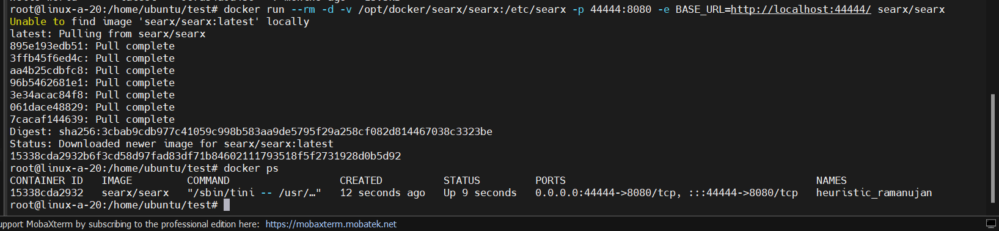 root@linux-a-20:/home/ubuntu/test# docker run --rm -d -v /opt/docker/searx/searx:/etc/searx -p 44444:8080 -e BASE_URL=http://localhost:44444/ searx/searx
Unable to find image 'searx/searx:latest' locally
latest: Pulling from searx/searx
895e193edb51: Pull complete
3ffb45f6ed4c: Pull complete
aa4b25cdbfc8: Pull complete
96b5462681e1: Pull complete
3e34acac84f8: Pull complete
061dace48829: Pull complete
7cacaf144639: Pull complete
Digest: sha256:3cbab9cdb977c41059c998b583aa9de5795f29a258cf082d814467038c3323be
Status: Downloaded newer image for searx/searx:latest
15338cda2932b6f3cd58d97fad83df71b84602111793518f5f2731928d0b5d92
root@linux-a-20:/home/ubuntu/test# docker ps
CONTAINER ID   IMAGE         COMMAND                  CREATED          STATUS         PORTS                                         NAMES
15338cda2932   searx/searx   "/sbin/tini -- /usr/…"   12 seconds ago   Up 9 seconds   0.0.0.0:44444->8080/tcp, :::44444->8080/tcp   heuristic_ramanujan
root@linux-a-20:/home/ubuntu/test#
upport MobaXterm by subscribing to the professional edition here: https://mobaxterm.mobatek.net